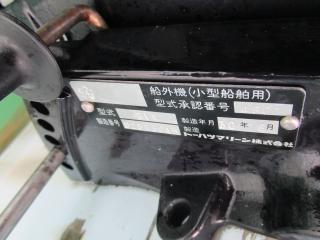 船外機(小型船舶用)
型式承認番号
型式
製造年月 年 月
製造番号 製造
トーハツマリーン株式会社